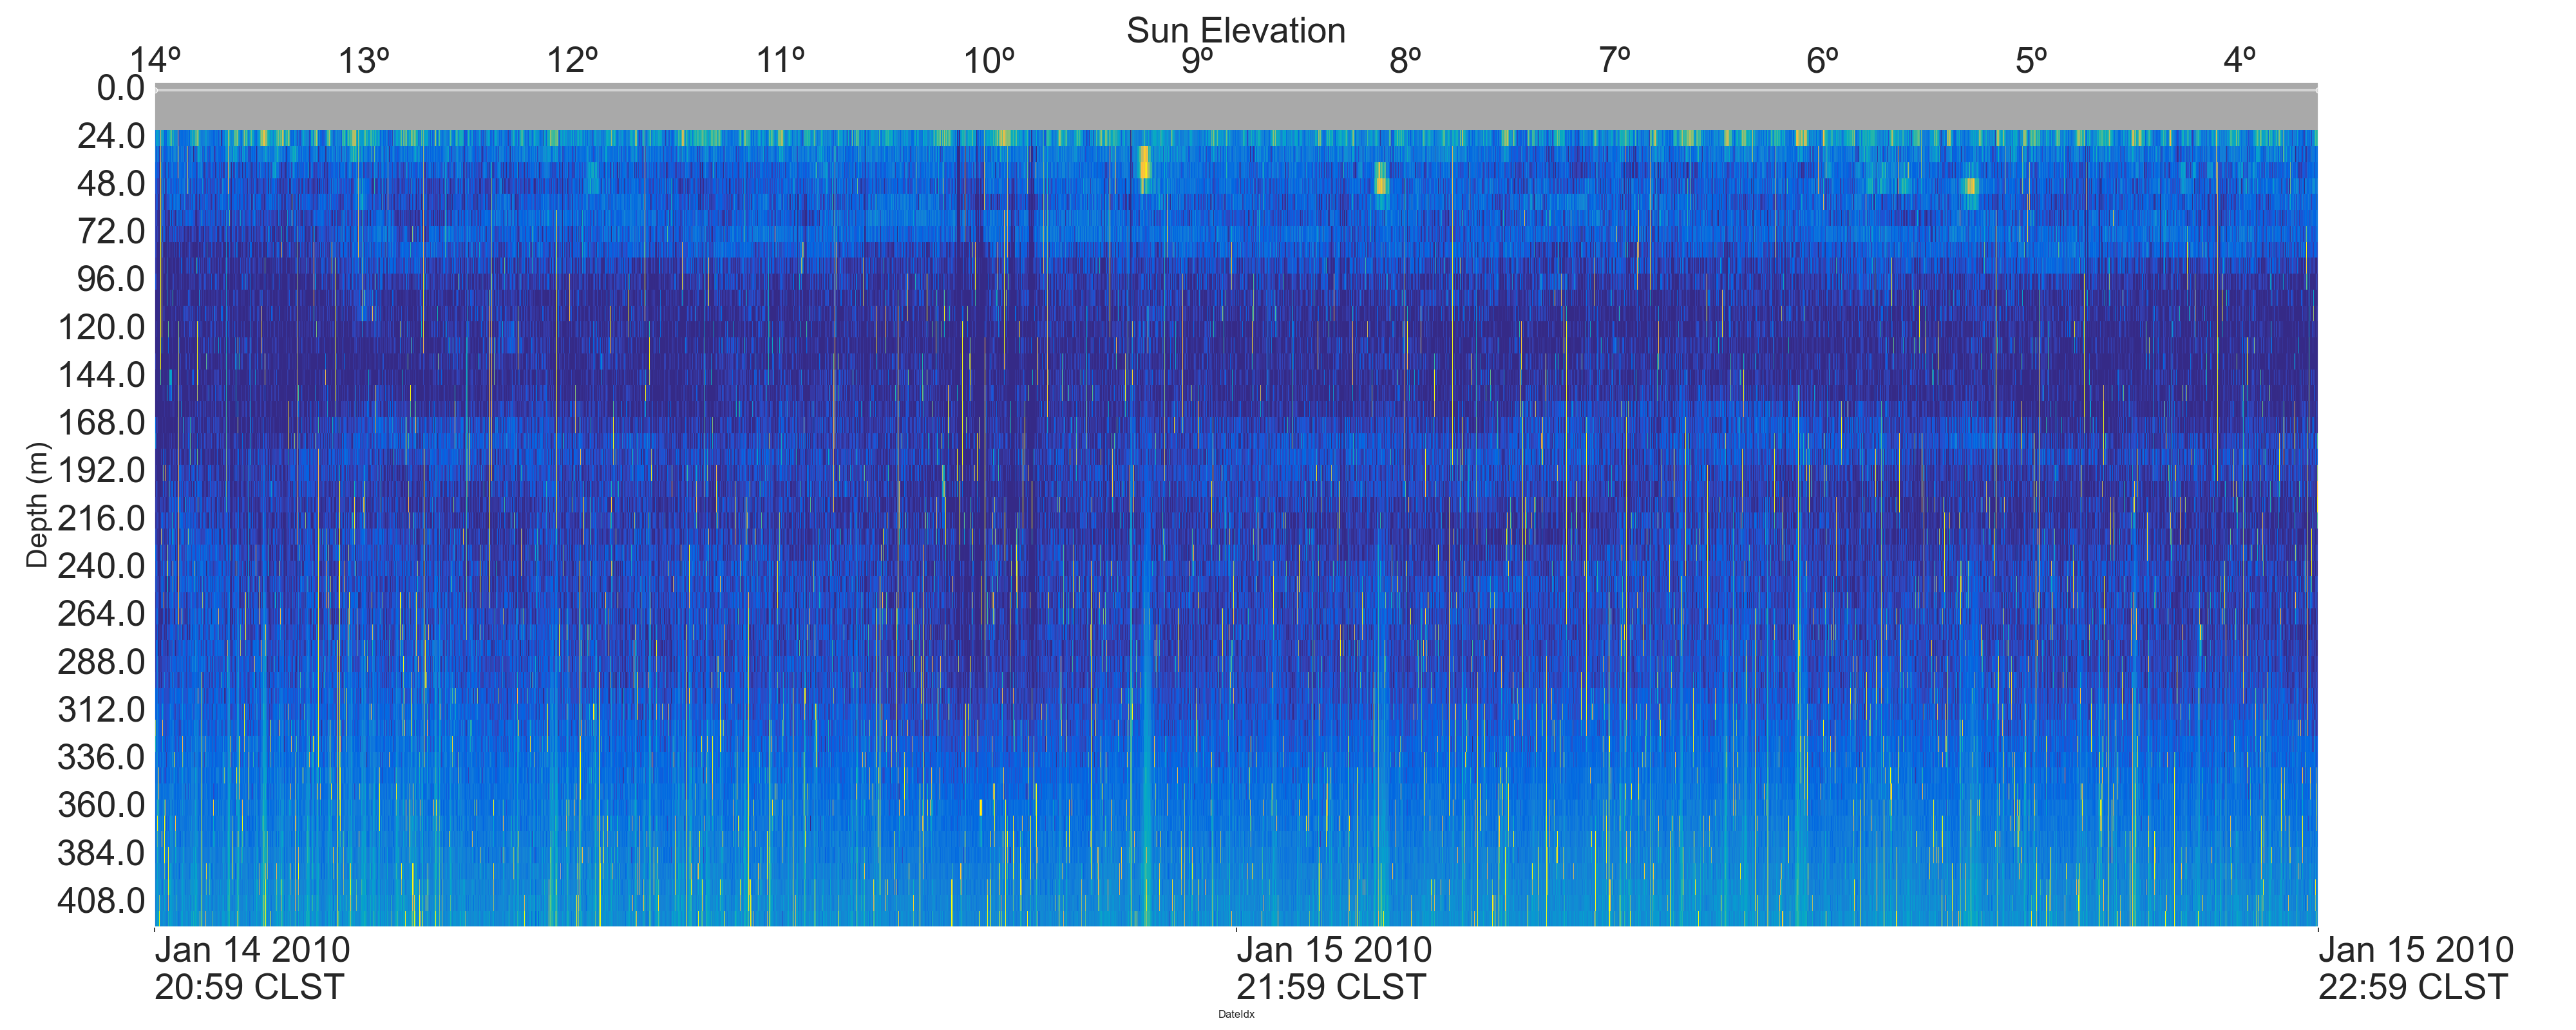 Sun Elevation
14º 13º 12º 11º 10º 9º 8º 7º 6º 5º 4º
0.0
24.0
48.0
72.0
96.0
120.0
144.0
168.0
192.0
216.0
240.0
264.0
288.0
312.0
336.0
360.0
384.0
408.0
Depth (m)
Jan 14 2010
20:59 CLST
Jan 15 2010
21:59 CLST
Jan 15 2010
22:59 CLST
DateIdx